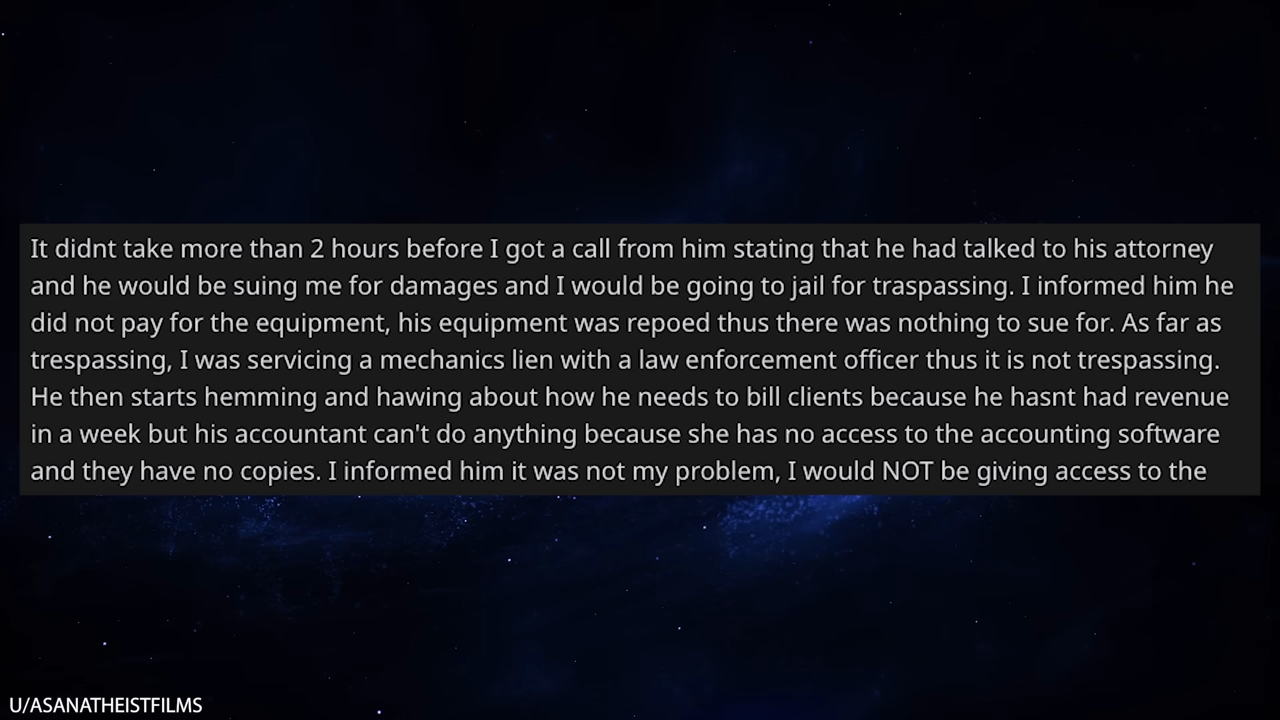 It didnt take more than 2 hours before I got a call from him stating that he had talked to his attorney
and he would be suing me for damages and I would be going to jail for traspassing. I informed him he
did not pay for the equipment, his equipment was repoed thus there was nothing to sue for. As far as
trespassing, I was servicing a mechanics lien with a law enforcement officer thus it is not trespassing.
He then starts hemming and hawing about how he needs to bill clients because he hasnt had revenue
in a week but his accountant can't do anything because she has no access to the accounting software
and they have no copies. I informed him it was not my problem, I would NOT be giving access to the
U/ASANATHEISTFILMS